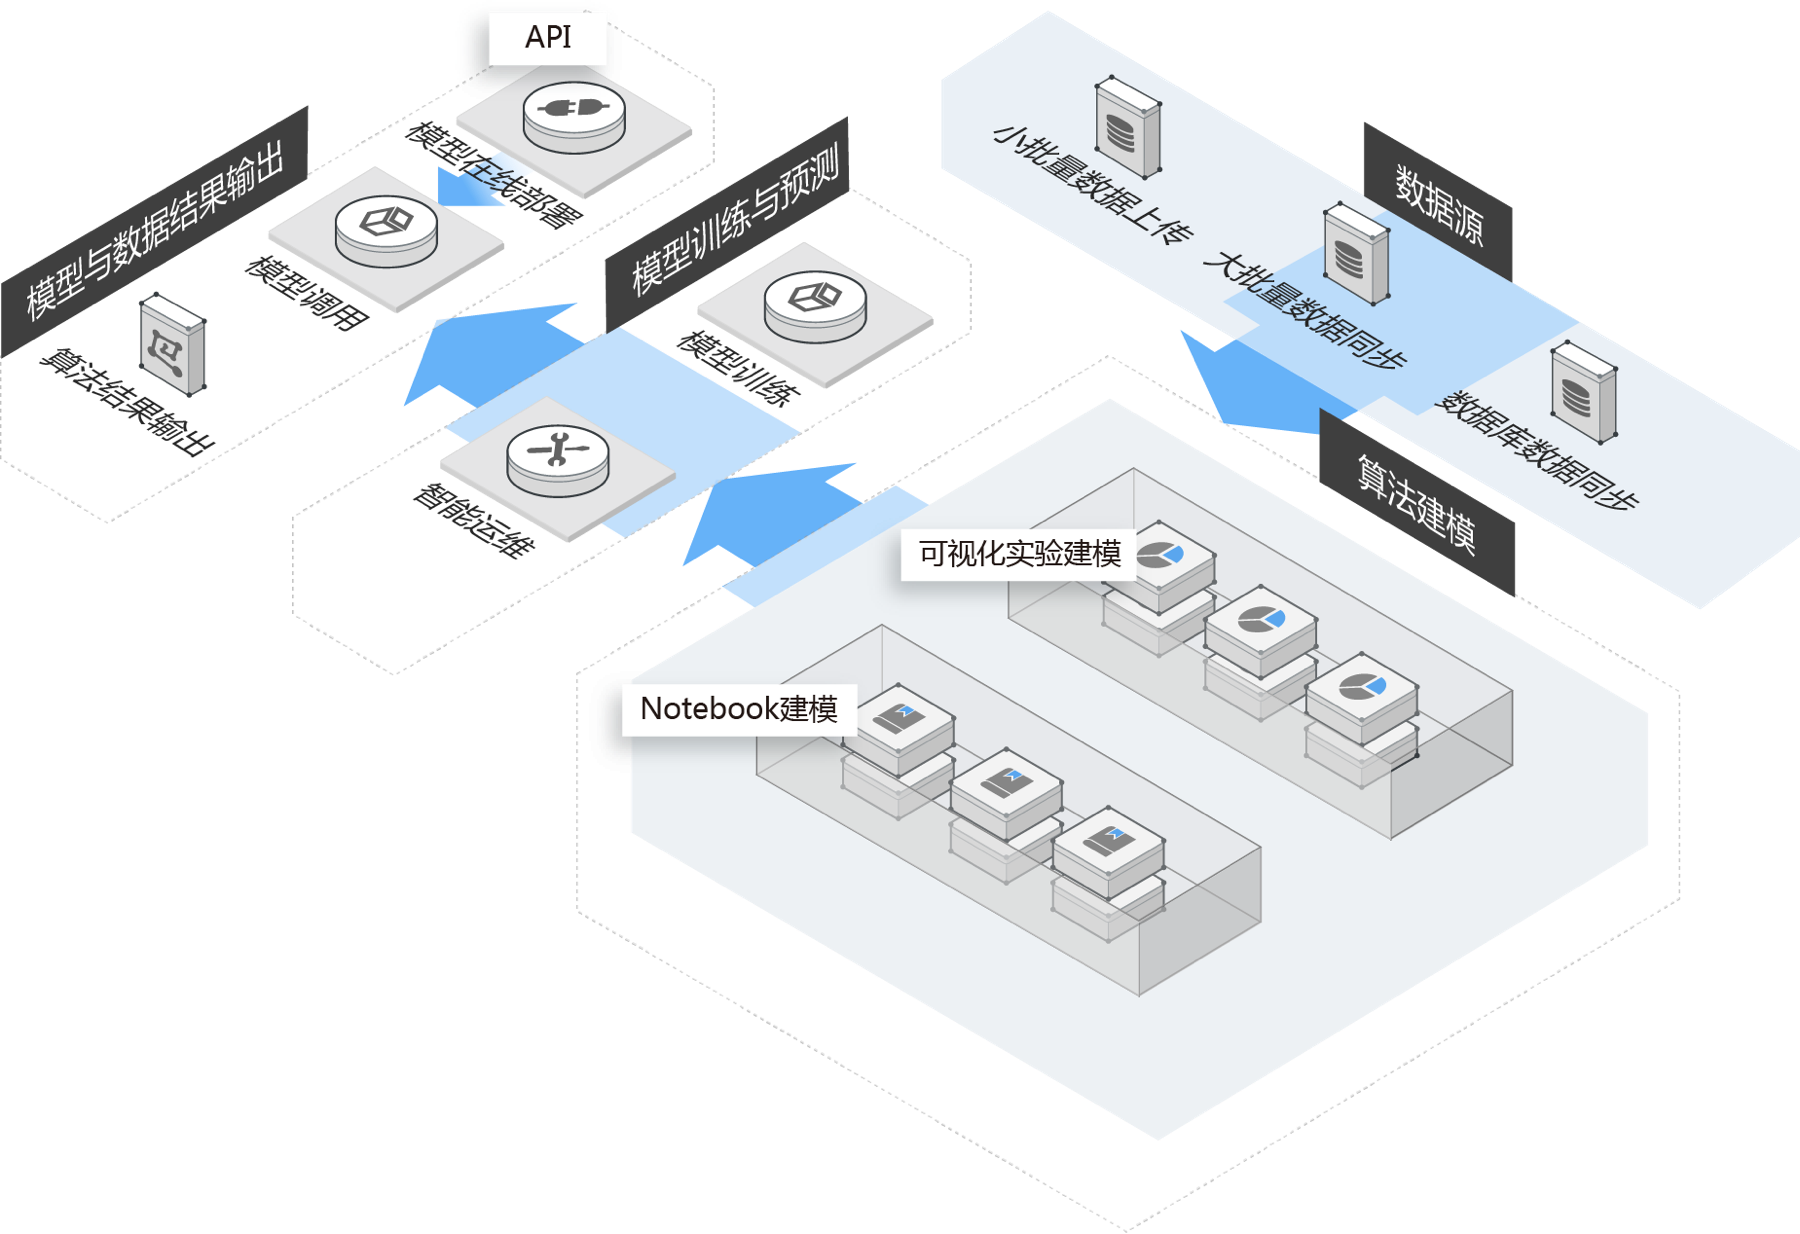 API
模型在线部署
模型与数据结果输出
模型调用
算法结果输出
模型训练与预测
模型训练
智能运维
数据源
小批量数据上传
大批量数据同步
数据库数据同步
算法建模
可视化实验建模
Notebook建模